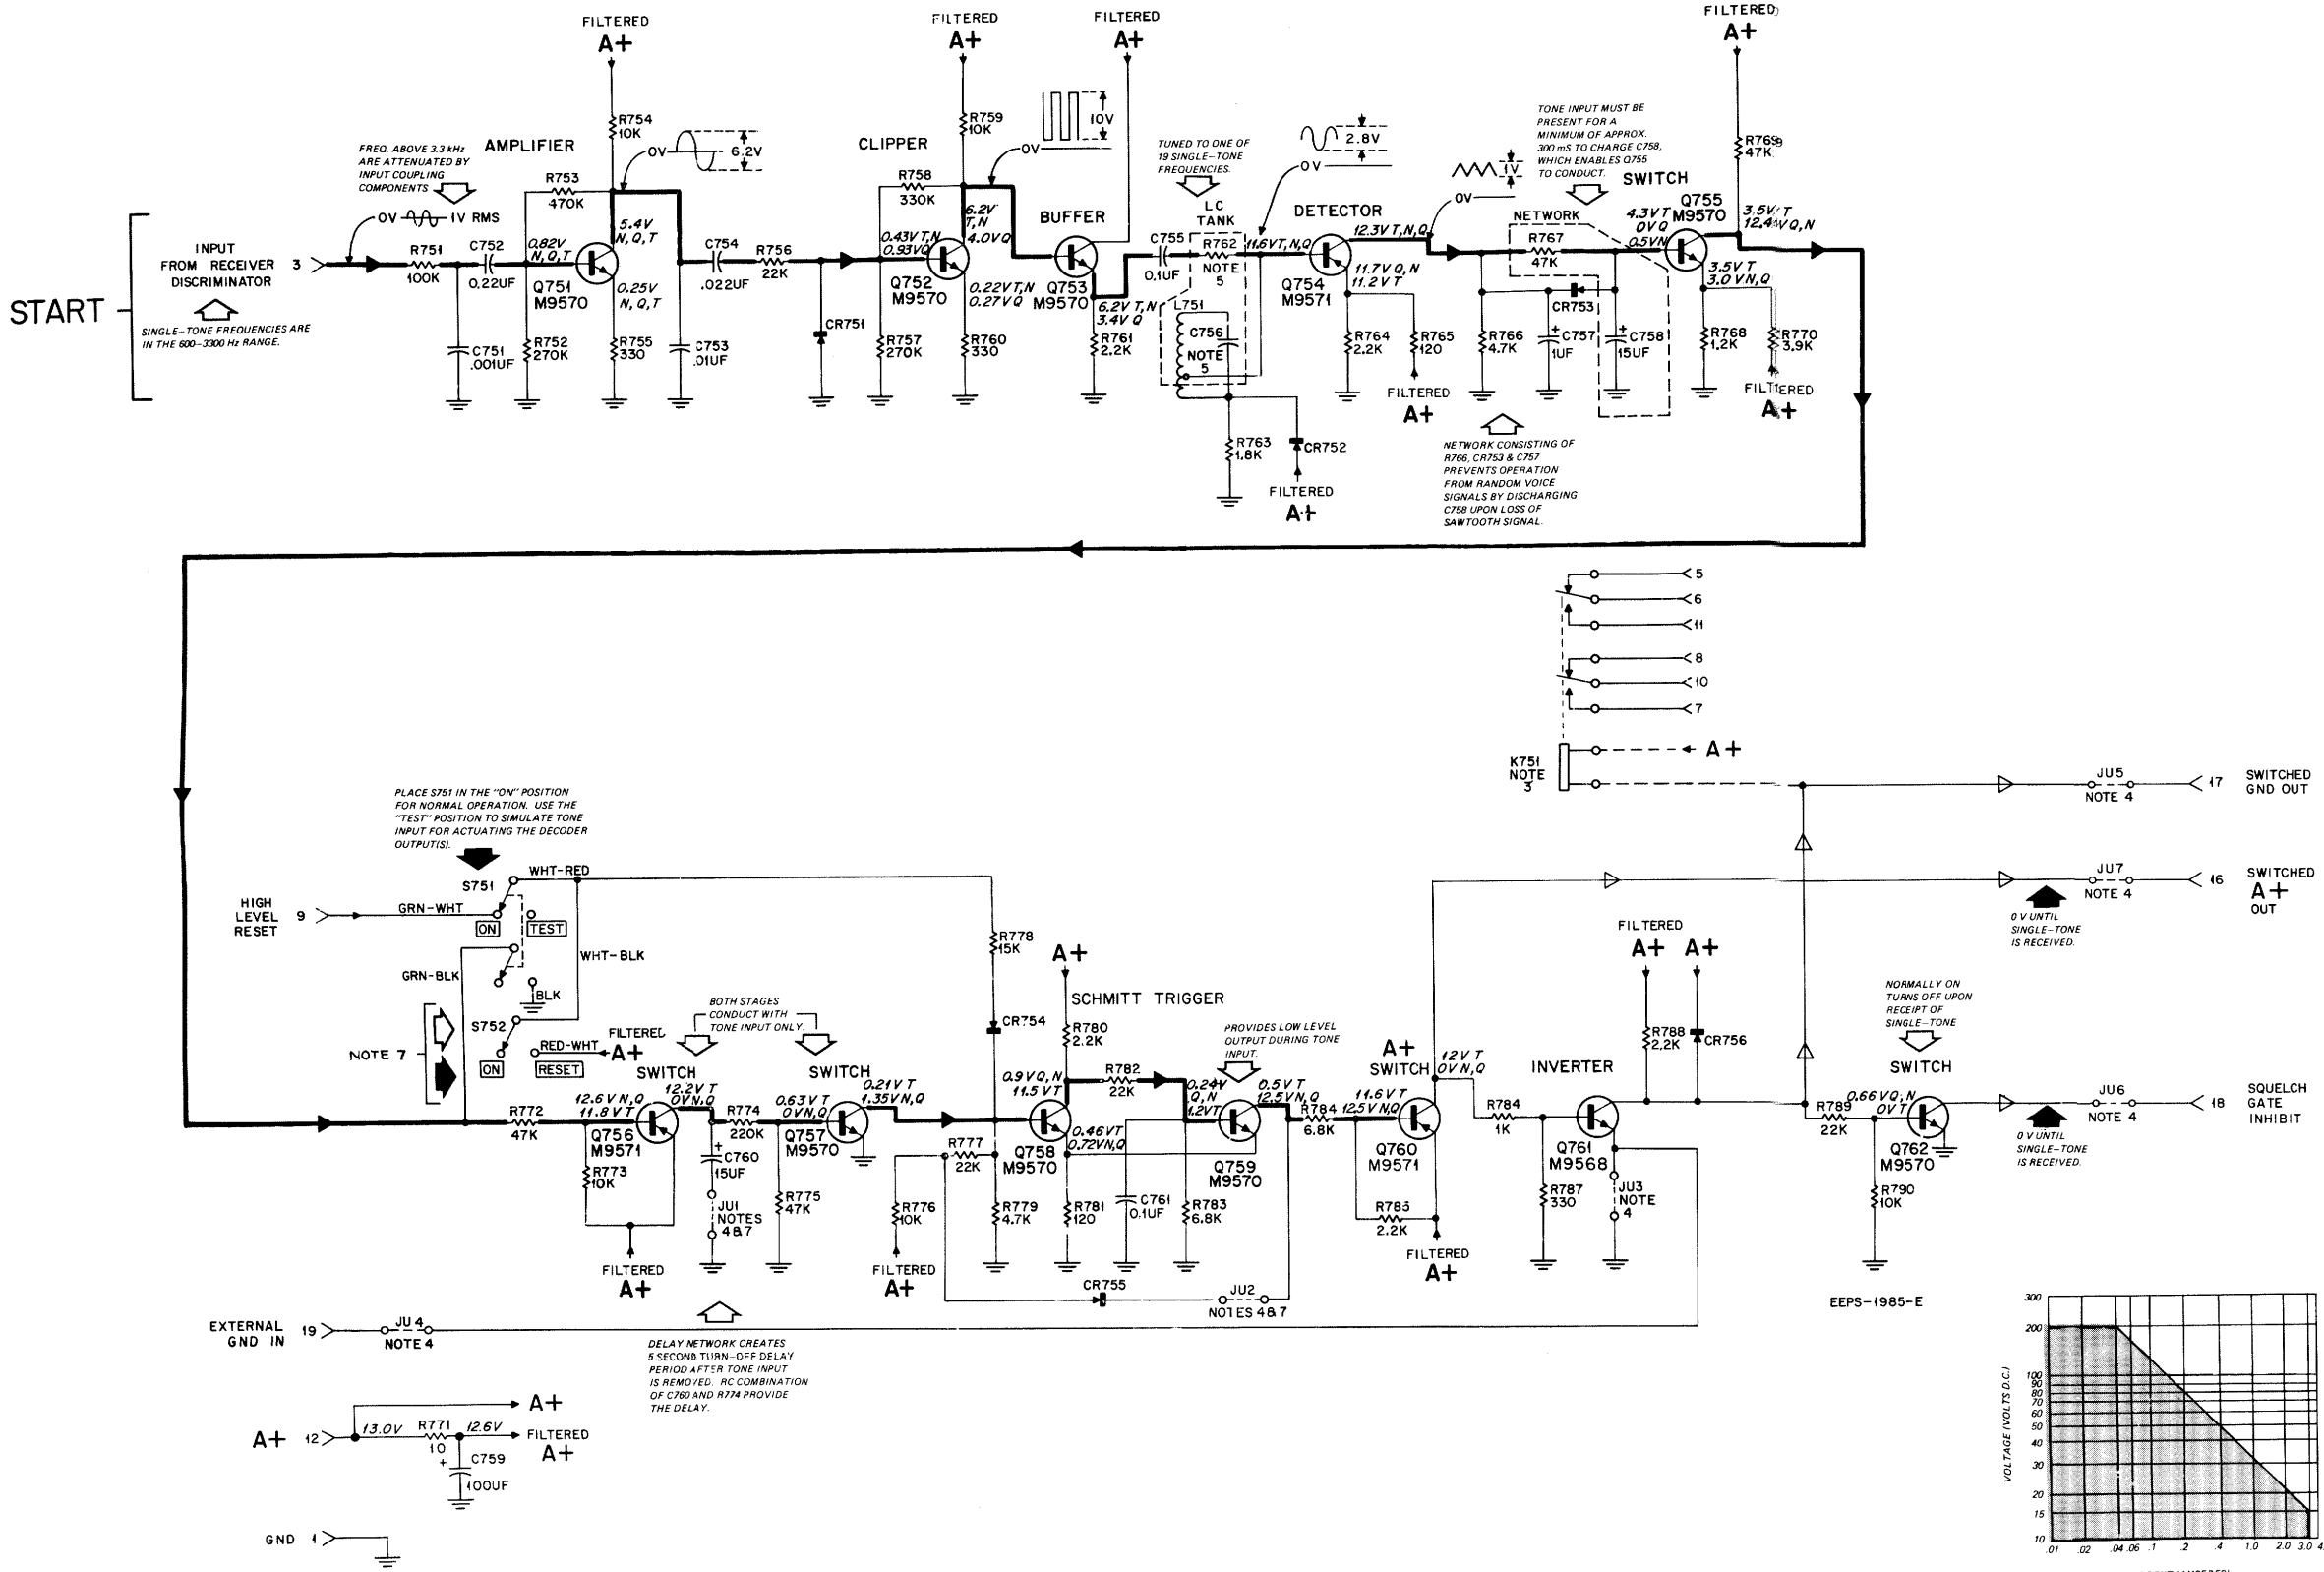 FILTERED
A+
FILTERED
A+
FILTERED
A+
FILTERED
A+
R754
10K
0V
6.2V
AMPLIFIER
FREQ. ABOVE 3.3 kHz
ARE ATTENUATED BY
INPUT COUPLING
COMPONENTS
R753
470K
0V
1V RMS
START
INPUT
FROM RECEIVER
DISCRIMINATOR
3
SINGLE-TONE FREQUENCIES ARE
IN THE 600-3300 Hz RANGE.
R751
100K
C752
0.22UF
0.82V
N,Q,T
5.4V
N,Q,T
Q751
M9570
0.25V
N,Q,T
C751
.001UF
R752
270K
R755
330
C753
.01UF
C754
.022UF
R756
22K
CR751
CLIPPER
R759
10K
R758
330K
0V
10V
0.43V T,N
0.93V Q
6.2V
T,N
4.0V Q
Q752
M9570
0.22V T,N
0.27V Q
R757
270K
R760
330
BUFFER
Q753
M9570
6.2V T,N
3.4V Q
R761
2.2K
C755
0.1UF
TUNED TO ONE OF
19 SINGLE-TONE
FREQUENCIES.
LC
TANK
R762
NOTE
5
L751
C756
NOTE
5
R763
1.8K
CR752
FILTERED
A+
0V
2.8V
11.6V T,N,Q
DETECTOR
12.3V T,N,Q
Q754
M9571
11.7V Q,N
11.2V T
R764
2.2K
R765
120
FILTERED
A+
0V
1V
TONE INPUT MUST BE
PRESENT FOR A
MINIMUM OF APPROX.
300 mS TO CHARGE C758,
WHICH ENABLES Q755
TO CONDUCT.
NETWORK
R767
47K
CR753
R766
4.7K
C757
1UF
C758
15UF
NETWORK CONSISTING OF
R766, CR753 & C757
PREVENTS OPERATION
FROM RANDOM VOICE
SIGNALS BY DISCHARGING
C758 UPON LOSS OF
SAWTOOTH SIGNAL.
SWITCH
4.3V T
0V Q
0.5V N
Q755
M9570
R769
47K
3.5V T
12.4V Q,N
3.5V T
3.0 V N,Q
R768
1.2K
R770
3.9K
FILTERED
A+
5
6
11
8
10
7
K751
NOTE
3
A+
JU5
NOTE 4
17
SWITCHED
GND OUT
JU7
NOTE 4
16
SWITCHED
A+
OUT
0 V UNTIL
SINGLE-TONE
IS RECEIVED.
PLACE S751 IN THE "ON" POSITION
FOR NORMAL OPERATION. USE THE
"TEST" POSITION TO SIMULATE TONE
INPUT FOR ACTUATING THE DECODER
OUTPUT(S).
S751
WHT-RED
HIGH
LEVEL
RESET
9
GRN-WHT
ON
TEST
WHT-BLK
GRN-BLK
BLK
S752
NOTE 7
ON
RED-WHT
RESET
FILTERED
A+
BOTH STAGES
CONDUCT WITH
TONE INPUT ONLY.
SWITCH
12.6V N,Q
11.8V T
12.2V T
0V N,Q
R772
47K
Q756
M9571
R773
10K
FILTERED
A+
R774
220K
C760
15UF
JU1
NOTES
4&7
SWITCH
0.63V T
0V N,Q
0.21V T
1.35V N,Q
Q757
M9570
R775
47K
R776
10K
FILTERED
A+
R777
22K
R778
15K
CR754
R779
4.7K
A+
SCHMITT TRIGGER
R780
2.2K
0.9V Q,N
11.5 VT
R782
22K
Q758
M9570
0.46VT
0.72VN,Q
R781
120
C761
0.1UF
R783
6.8K
PROVIDES LOW LEVEL
OUTPUT DURING TONE
INPUT.
0.24V
Q,N
1.2VT
0.5V T
12.5V N,Q
Q759
M9570
CR755
JU2
NOTES 4&7
R784
6.8K
A+
SWITCH
11.6V T
12.5V N,Q
12V T
0V N,Q
Q760
M9571
R785
2.2K
FILTERED
A+
R784
1K
INVERTER
Q761
M9568
R787
330
JU3
NOTE
4
FILTERED
A+
A+
R788
2.2K
CR756
NORMALLY ON
TURNS OFF UPON
RECEIPT OF
SINGLE-TONE
SWITCH
R789
22K
0.66V Q,N
0V T
Q762
M9570
R790
10K
JU6
NOTE 4
18
SQUELCH
GATE
INHIBIT
0 V UNTIL
SINGLE-TONE
IS RECEIVED.
EXTERNAL
GND IN
19
JU4
NOTE 4
DELAY NETWORK CREATES
5 SECOND TURN-OFF DELAY
PERIOD AFTER TONE INPUT
IS REMOVED. RC COMBINATION
OF C760 AND R774 PROVIDE
THE DELAY.
A+
12
13.0V
R771
10
12.6V
A+
FILTERED
A+
C759
100UF
GND
1
EEPS-1985-E
VOLTAGE (VOLTS D.C.)
300
200
100
90
80
70
60
50
40
30
20
15
10
.01
.02
.04
.06
.1
.2
.4
1.0
2.0
3.0